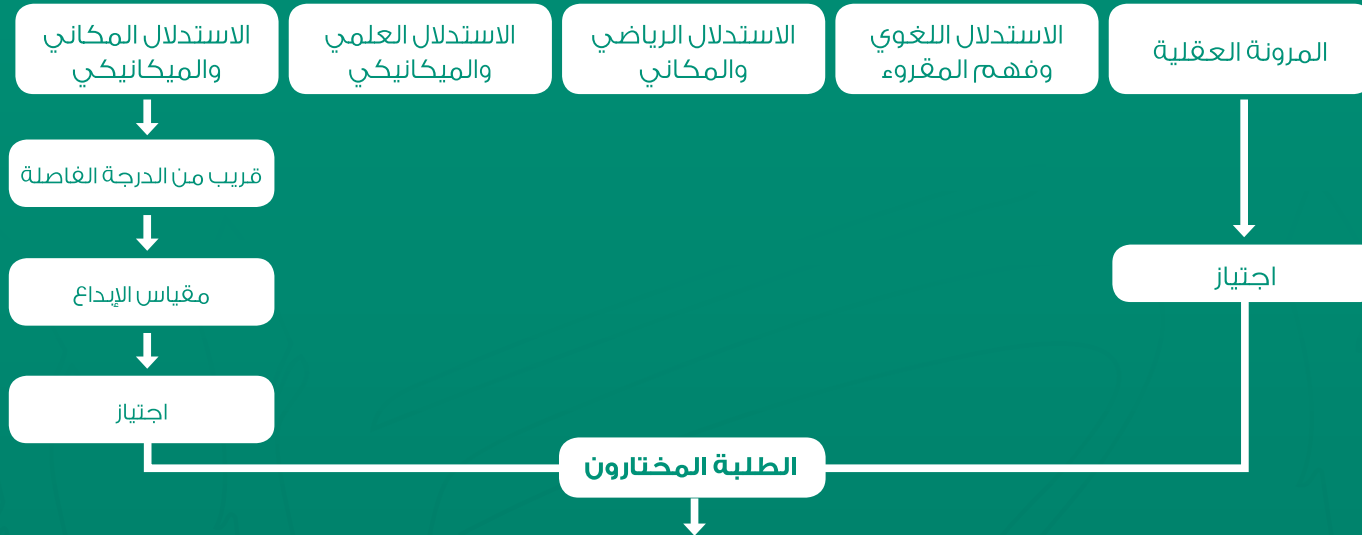 المرونة العقلية
الاستدلال اللغوي
وفهم المقروء
الاستدلال الرياضي
والمكاني
الاستدلال العلمي
والميكانيكي
الاستدلال المكاني
والميكانيكي
قريب من الدرجة الفاصلة
مقياس الإبداع
اجتياز
اجتياز
الطلبة المختارون